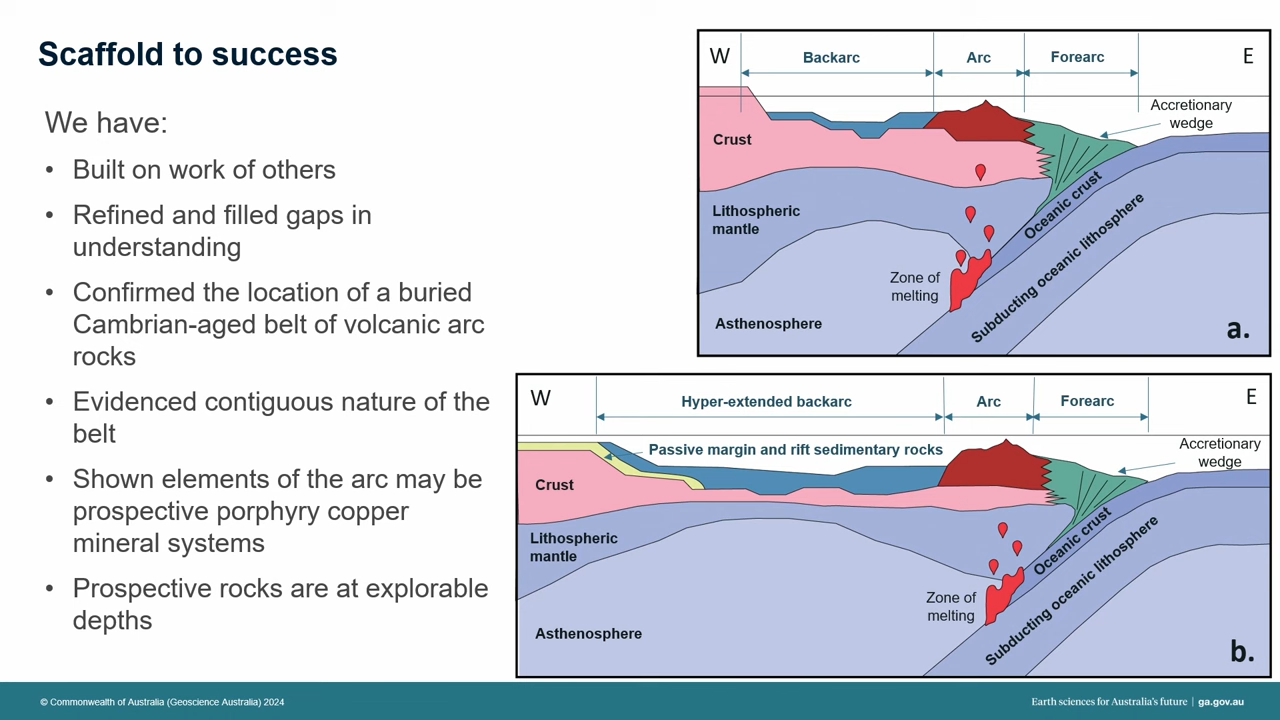 Scaffold to success
We have:
• Built on work of others
• Refined and filled gaps in
understanding
• Confirmed the location of a buried
Cambrian-aged belt of volcanic arc
rocks
• Evidenced contiguous nature of the
belt
• Shown elements of the arc may be
prospective porphyry copper
mineral systems
• Prospective rocks are at explorable
depths
W
Backarc
Arc
Forearc
E
Accretionary
wedge
Crust
Lithospheric
mantle
Oceanic crust
Subducting oceanic lithosphere
Zone of
melting
Asthenosphere
a.
W
Hyper-extended backarc
Arc
Forearc
E
Passive margin and rift sedimentary rocks
Accretionary
wedge
Crust
Lithospheric
mantle
Oceanic crust
Subducting oceanic lithosphere
Zone of
melting
Asthenosphere
b.
© Commonwealth of Australia (Geoscience Australia) 2024
Earth sciences for Australia's future | ga.gov.au